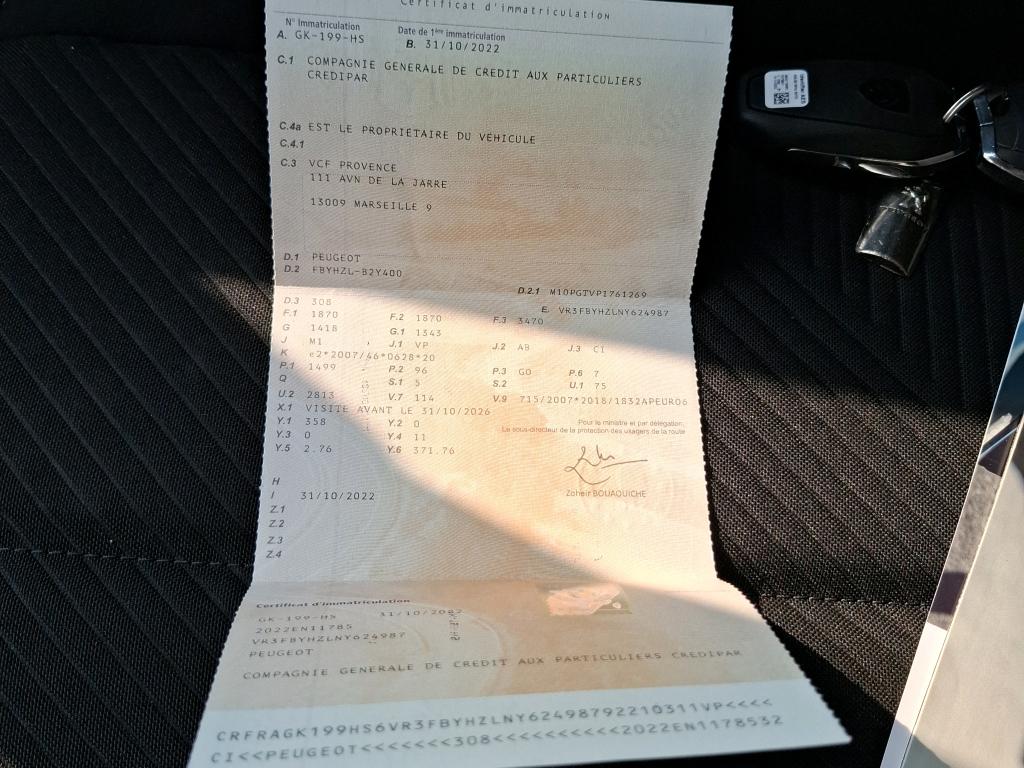 Certificat d'immatriculation
N° Immatriculation Date de 1ère immatriculation
A. GK-199-HS B. 31/10/2022
C.1 COMPAGNIE GENERALE DE CREDIT AUX PARTICULIERS
CREDIPAR
C.4a EST LE PROPRIÉTAIRE DU VÉHICULE
C.4.1
C.3 VCF PROVENCE
111 AVN DE LA JARRE
13009 MARSEILLE 9
D.1 PEUGEOT
D.2 FBYHZL-B2Y400
D.2.1 M10PGTVP1761269
D.3 308 E. VR3FBYHZLNY624987
F.1 1870 F.2 1870 F.3 3470
G 1418 G.1 1343
J M1 J.1 VP J.2 AB J.3 CI
K e2*2007/46*0628*20
P.1 1499 P.2 96 P.3 GO P.6 7
Q S.1 5 S.2 U.1 75
U.2 2813 V.7 114 V.9 715/2007*2018/1832APEURO6
X.1 VISITE AVANT LE 31/10/2026
Y.1 358 Y.2 0
Y.3 0 Y.4 11
Y.5 2.76 Y.6 371.76
Pour le ministre et par délégation,
Le sous-directeur de la protection des usagers de la route
Zoheir BOUAOUICHE
H
I 31/10/2022
Z.1
Z.2
Z.3
Z.4
Certificat d'immatriculation
GK-199-HS 31/10/2022
2022EN11785
VR3FBYHZLNY624987
PEUGEOT
COMPAGNIE GENERALE DE CREDIT AUX PARTICULIERS CREDIPAR
CRFRAGK199HS6VR3FBYHZLNY62498792210311VP<<<<
CI<<PEUGEOT<<<<<<<308<<<<<<<<<<2022EN1178532